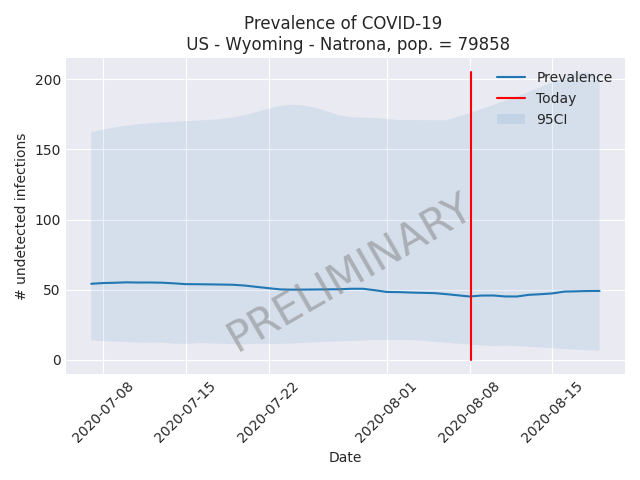 Prevalence of COVID-19
US - Wyoming - Natrona, pop. = 79858
200
150
100
50
0
# undetected infections
Prevalence
Today
95CI
PRELIMINARY
2020-07-08
2020-07-15
2020-07-22
2020-08-01
2020-08-08
2020-08-15
Date